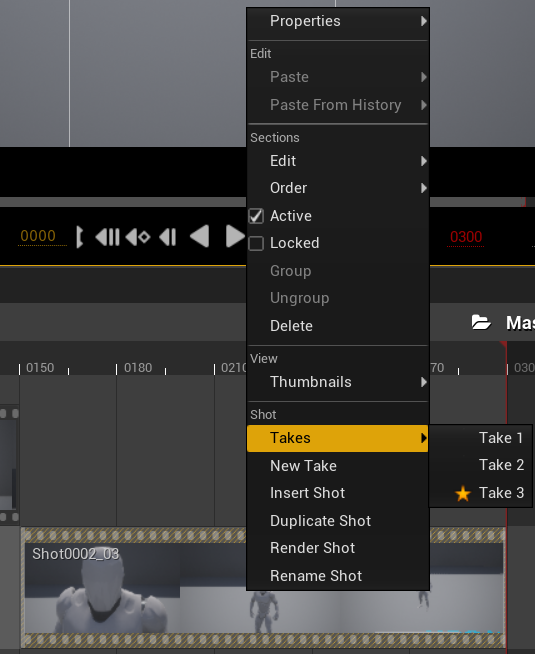 Properties
Edit
Paste
Paste From History
Sections
Edit
Order
0000
Active
0300
Locked
Group
Ungroup
Delete
View
0150
0180
0210
70
030
Thumbnails
Shot
Takes
Take 1
New Take
Take 2
Insert Shot
Take 3
Duplicate Shot
Shot0002_03
Render Shot
Rename Shot